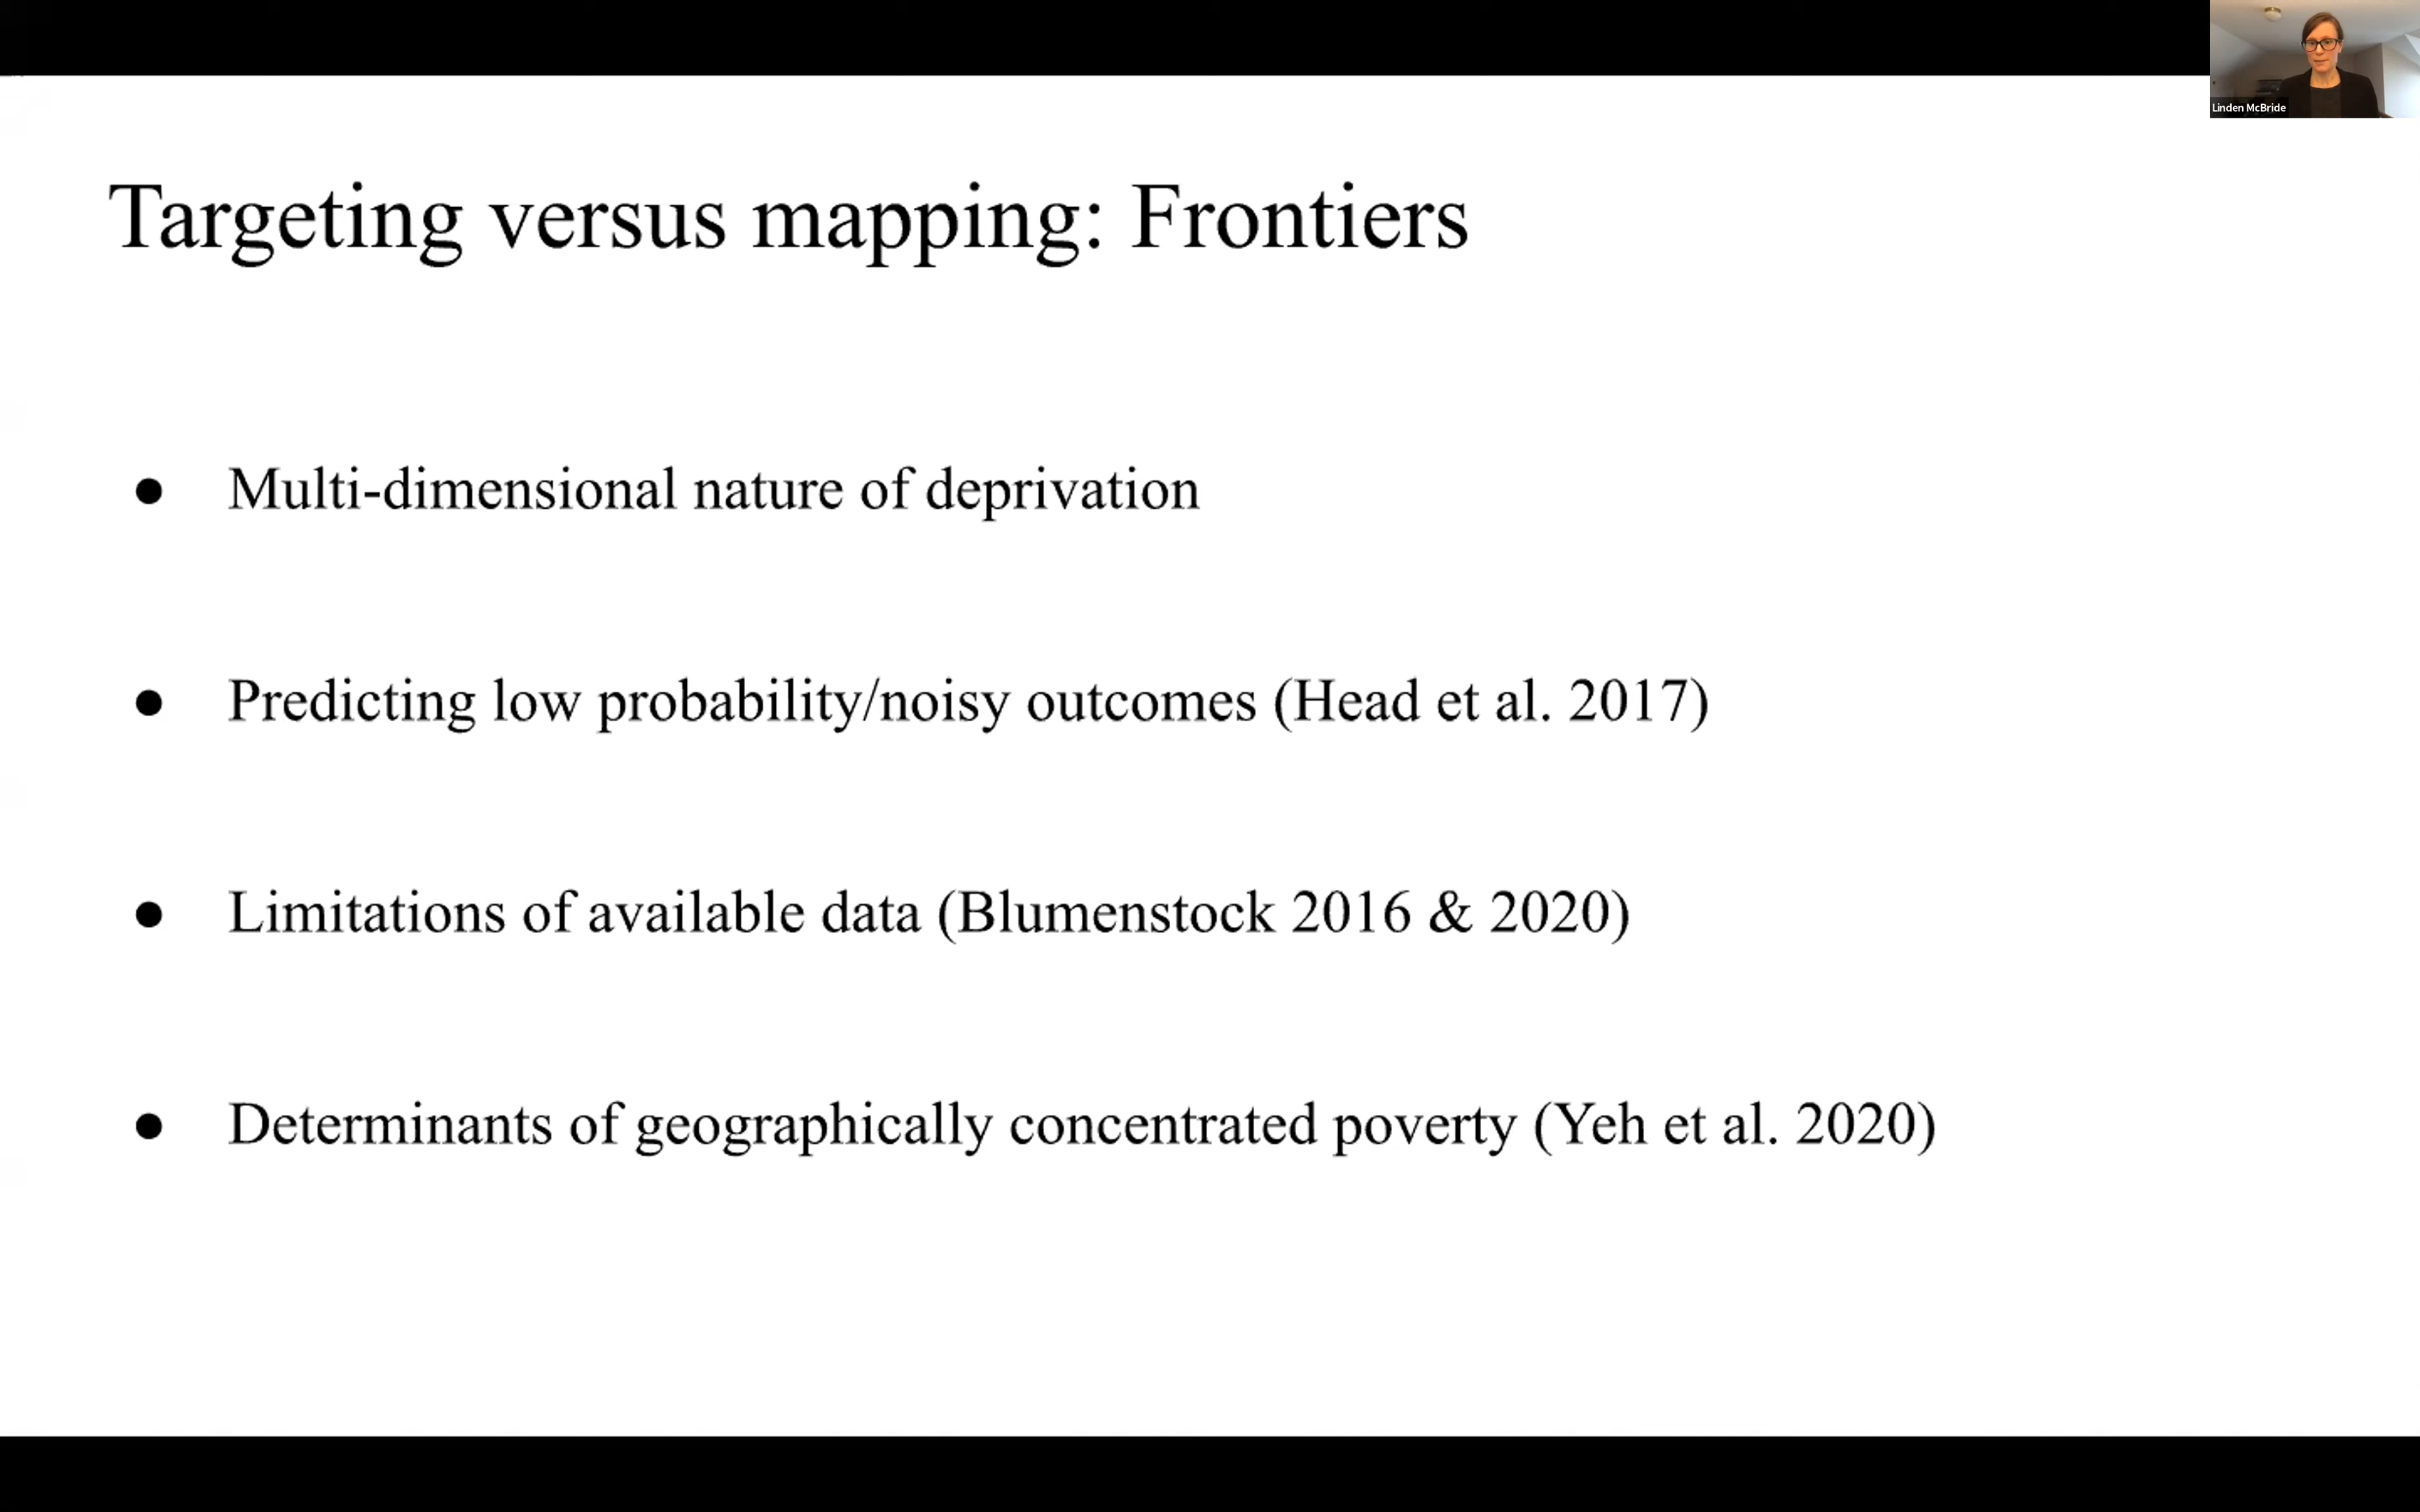 Linden McBride
Targeting versus mapping: Frontiers
● Multi-dimensional nature of deprivation
● Predicting low probability/noisy outcomes (Head et al. 2017)
● Limitations of available data (Blumenstock 2016 & 2020)
● Determinants of geographically concentrated poverty (Yeh et al. 2020)